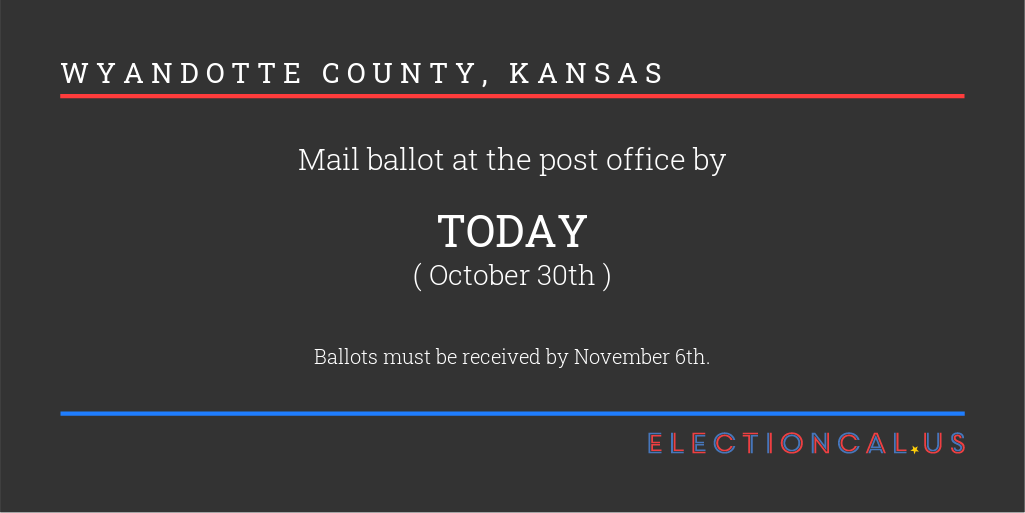 WYANDOTTE COUNTY, KANSAS
Mail ballot at the post office by
TODAY
( October 30th )
Ballots must be received by November 6th.
ELECTIONCAL.US